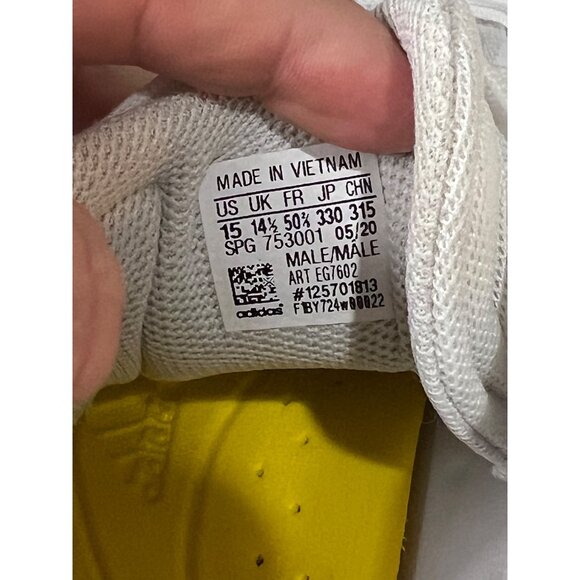 MADE IN VIETNAM
US UK FR JP CHN
15 14½ 50⅔ 330 315
SPG 753001 05/20
MALE/MÂLE
ART EG7602
#125701813
F1BY724W00022
adidas
adidas